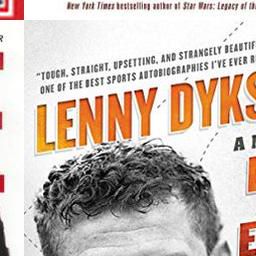 New York Times bestselling author of Star Wars: Legacy of th
"TOUGH, STRAIGHT, UPSETTING, AND STRANGELY BEAUTIF
ONE OF THE BEST SPORTS AUTOBIOGRAPHIES I'VE EVER R
LENNY DYKS
A N